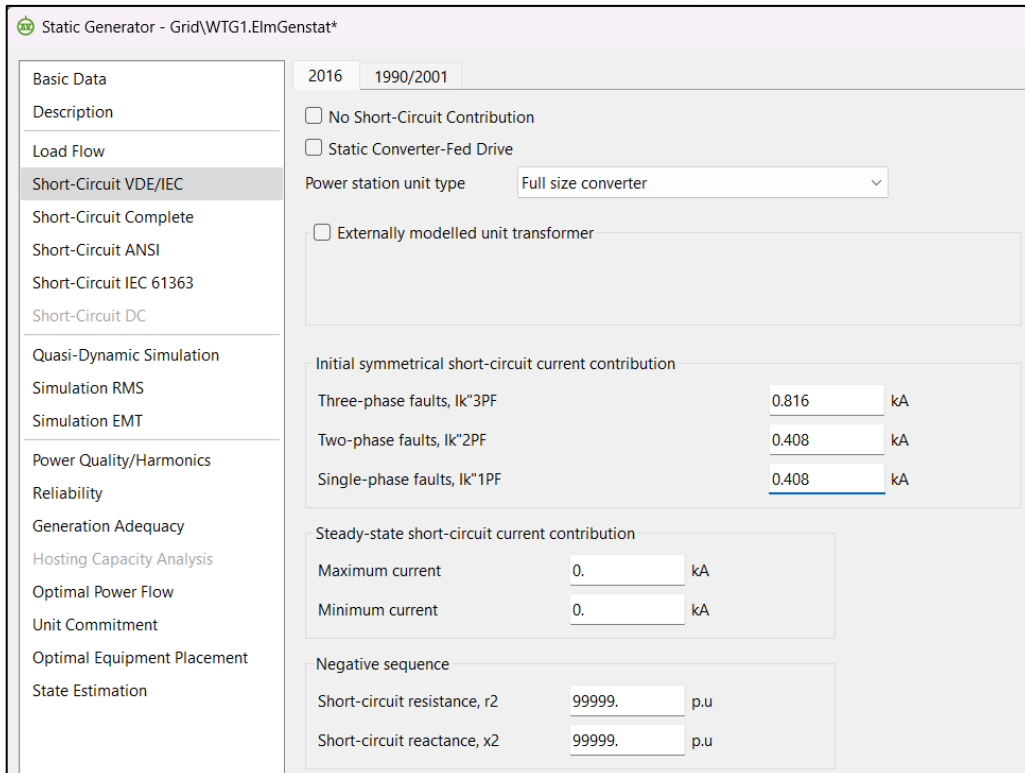 Static Generator - Grid\WTG1.ElmGenstat*
Basic Data
Description
Load Flow
Short-Circuit VDE/IEC
Short-Circuit Complete
Short-Circuit ANSI
Short-Circuit IEC 61363
Short-Circuit DC
Quasi-Dynamic Simulation
Simulation RMS
Simulation EMT
Power Quality/Harmonics
Reliability
Generation Adequacy
Hosting Capacity Analysis
Optimal Power Flow
Unit Commitment
Optimal Equipment Placement
State Estimation
2016 1990/2001
No Short-Circuit Contribution
Static Converter-Fed Drive
Power station unit type Full size converter
Externally modelled unit transformer
Initial symmetrical short-circuit current contribution
Three-phase faults, Ik"3PF 0.816 kA
Two-phase faults, Ik"2PF 0.408 kA
Single-phase faults, Ik"1PF 0.408 kA
Steady-state short-circuit current contribution
Maximum current 0. kA
Minimum current 0. kA
Negative sequence
Short-circuit resistance, r2 99999. p.u
Short-circuit reactance, x2 99999. p.u